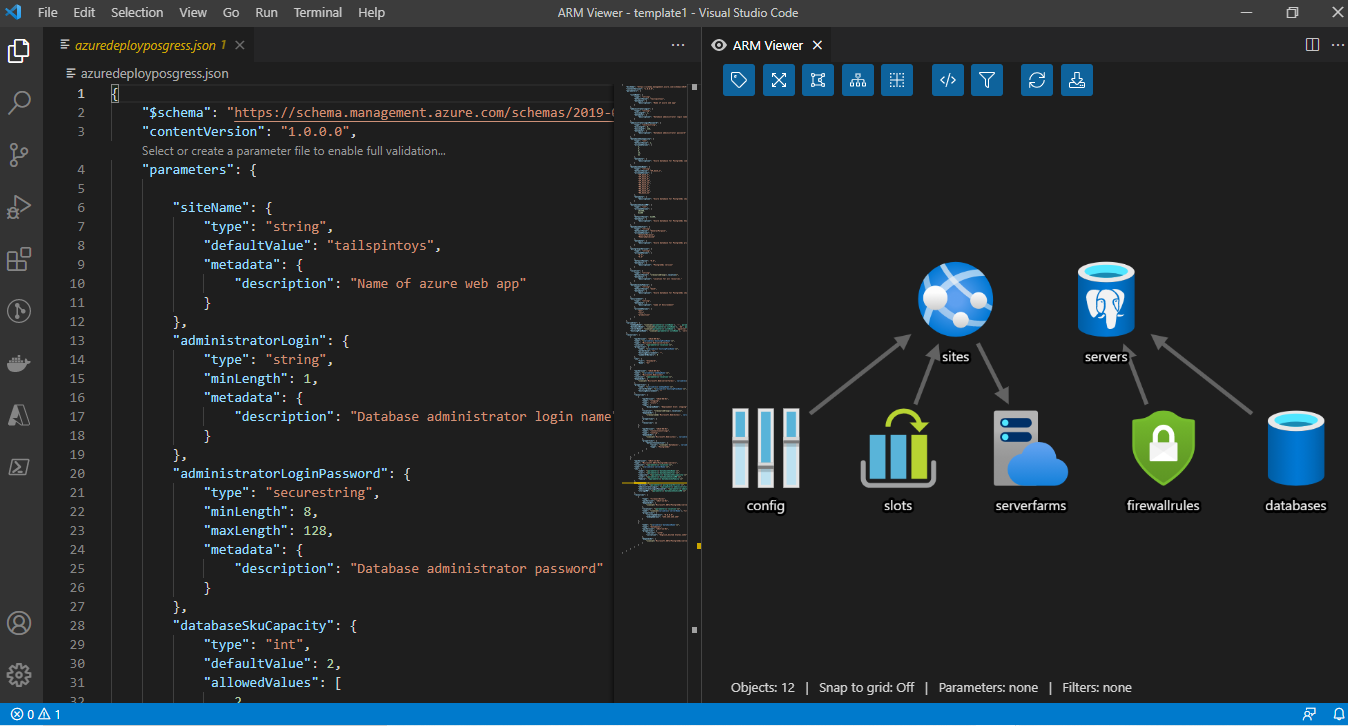 File Edit Selection View Go Run Terminal Help
ARM Viewer - template1 - Visual Studio Code
azuredeployposgress.json 1
ARM Viewer
azuredeployposgress.json
1 {
2 "$schema": "https://schema.management.azure.com/schemas/2019-
3 "contentVersion": "1.0.0.0",
Select or create a parameter file to enable full validation...
4 "parameters": {
5
6 "siteName": {
7 "type": "string",
8 "defaultValue": "tailspintoys",
9 "metadata": {
10 "description": "Name of azure web app"
11 }
12 },
13 "administratorLogin": {
14 "type": "string",
15 "minLength": 1,
16 "metadata": {
17 "description": "Database administrator login name"
18 }
19 },
20 "administratorLoginPassword": {
21 "type": "securestring",
22 "minLength": 8,
23 "maxLength": 128,
24 "metadata": {
25 "description": "Database administrator password"
26 }
27 },
28 "databaseSkuCapacity": {
29 "type": "int",
30 "defaultValue": 2,
31 "allowedValues": [
32 2
sites
servers
config
slots
serverfarms
firewallrules
databases
Objects: 12 | Snap to grid: Off | Parameters: none | Filters: none
0 1